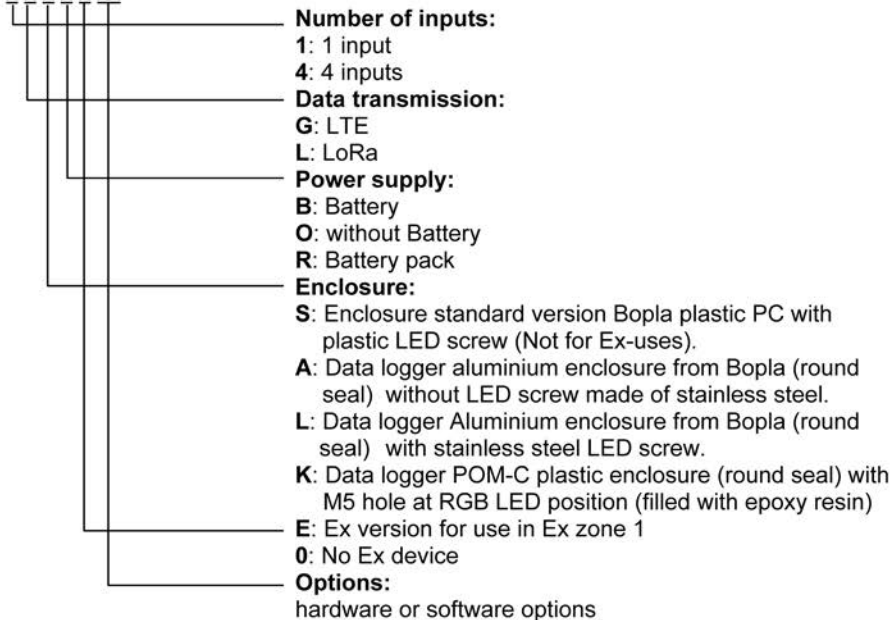 Number of inputs:
1: 1 input
4: 4 inputs
Data transmission:
G: LTE
L: LoRa
Power supply:
B: Battery
O: without Battery
R: Battery pack
Enclosure:
S: Enclosure standard version Bopla plastic PC with
plastic LED screw (Not for Ex-uses).
A: Data logger aluminium enclosure from Bopla (round
seal) without LED screw made of stainless steel.
L: Data logger Aluminium enclosure from Bopla (round
seal) with stainless steel LED screw.
K: Data logger POM-C plastic enclosure (round seal) with
M5 hole at RGB LED position (filled with epoxy resin)
E: Ex version for use in Ex zone 1
0: No Ex device
Options:
hardware or software options